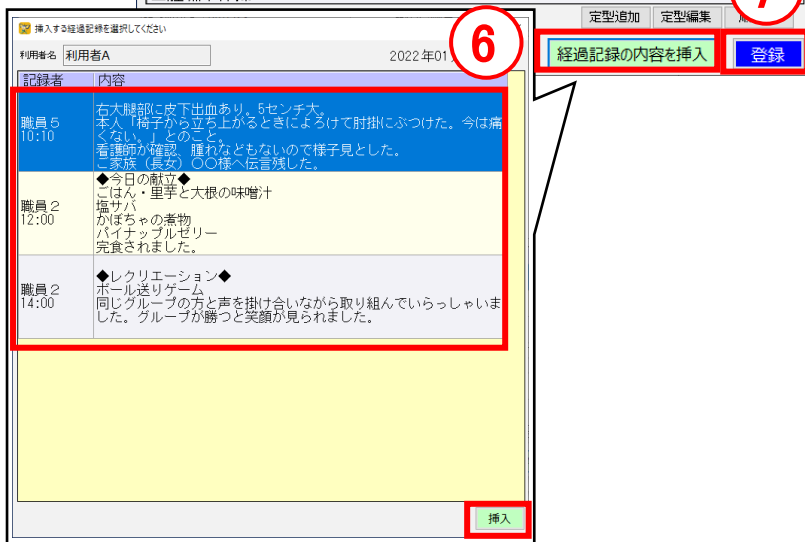 定型追加 定型編集
挿入する経過記録を選択してください
利用者名 利用者A 2022年01
6
経過記録の内容を挿入 登録
記録者 内容
職員5
10:10
右大腿部に皮下出血あり。5センチ大。
本人「椅子から立ち上がるときによろけて肘掛にぶつけた。今は痛
くない。」とのこと。
看護師が確認、腫れなどもないので様子見とした。
ご家族（長女）〇〇様へ伝言残した。
職員2
12:00
◆今日の献立◆
ごはん・里芋と大根の味噌汁
塩サバ
かぼちゃの煮物
パイナップルゼリー
完食されました。
職員2
14:00
◆レクリエーション◆
ボール送りゲーム
同じグループの方と声を掛け合いながら取り組んでいらっしゃいま
した。グループが勝つと笑顔が見られました。
挿入